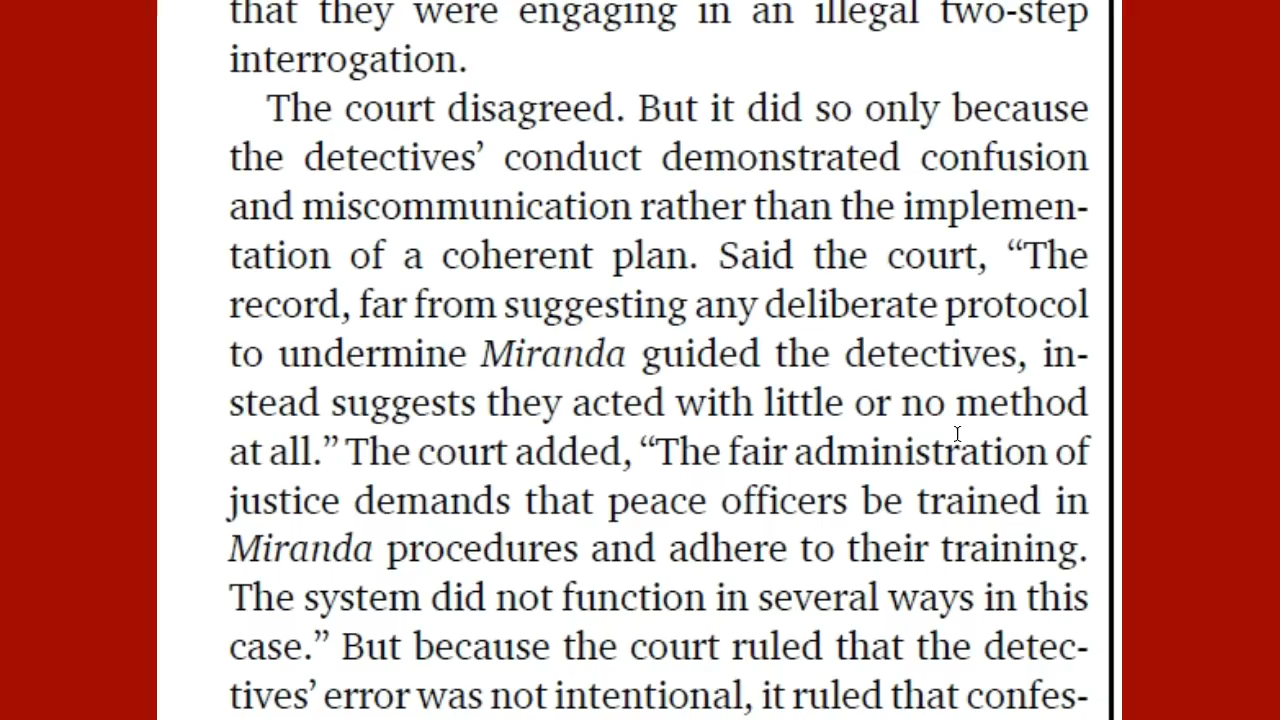 that they were engaging in an illegal two-step
interrogation.
The court disagreed. But it did so only because
the detectives’ conduct demonstrated confusion
and miscommunication rather than the implemen-
tation of a coherent plan. Said the court, “The
record, far from suggesting any deliberate protocol
to undermine Miranda guided the detectives, in-
stead suggests they acted with little or no method
at all.” The court added, “The fair administration of
justice demands that peace officers be trained in
Miranda procedures and adhere to their training.
The system did not function in several ways in this
case.” But because the court ruled that the detec-
tives’ error was not intentional, it ruled that confes-